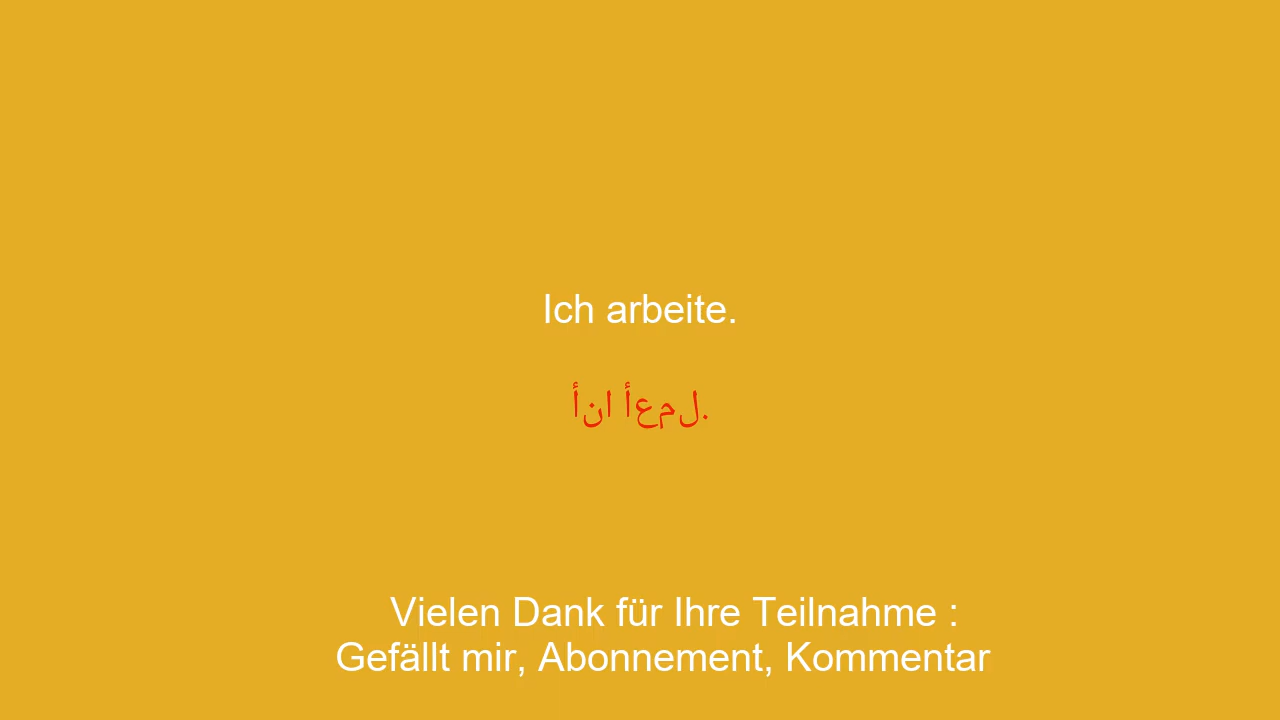 Ich arbeite.
أنا أعمل.
Vielen Dank für Ihre Teilnahme :
Gefällt mir, Abonnement, Kommentar